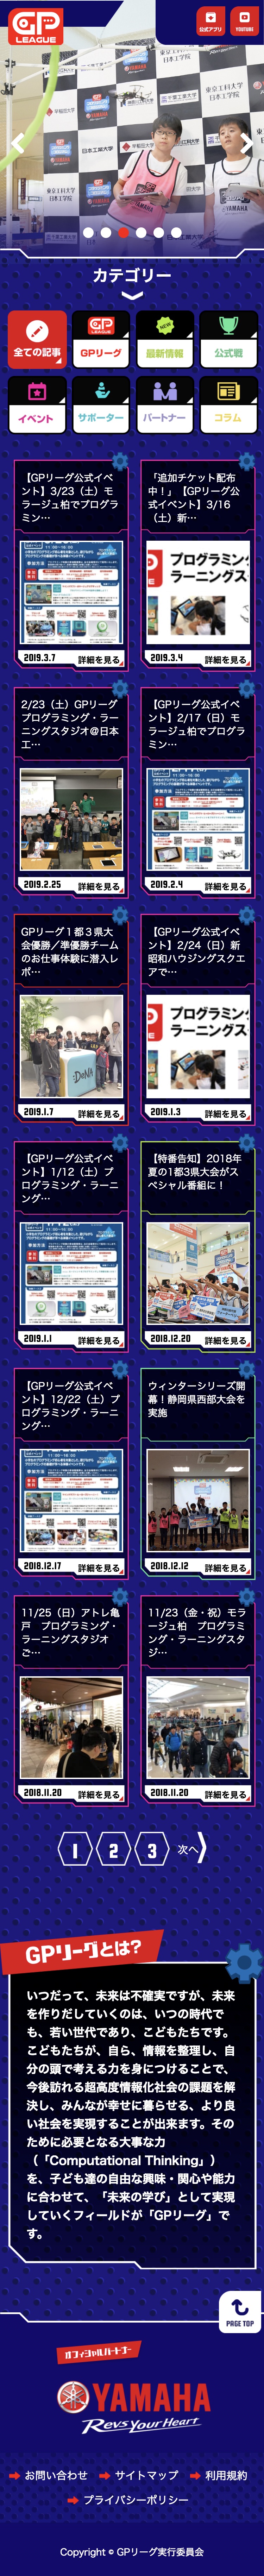 GP
LEAGUE
公式アプリ
YOUTUBE
カテゴリー
全ての記事
GPリーグ
NEW
最新情報
公式戦
イベント
サポーター
パートナー
コラム
【GPリーグ公式イベ
ント】3/23（土）モ
ラージュ柏でプログラ
ミン…
2019.3.7
詳細を見る
「追加チケット配布
中！」【GPリーグ公
式イベント】3/16
（土）新…
プログラミン
ラーニング
2019.3.4
詳細を見る
2/23（土）GPリーグ
プログラミング・ラー
ニングスタジオ＠日本
工…
2019.2.25
詳細を見る
【GPリーグ公式イベ
ント】2/17（日）モ
ラージュ柏でプログラ
ミン…
2019.2.4
詳細を見る
GPリーグ１都３県大
会優勝／準優勝チーム
のお仕事体験に潜入レ
ポ…
DeNA
2019.1.7
詳細を見る
【GPリーグ公式イベ
ント】2/24（日）新
昭和ハウジングスクエ
アで…
プログラミン
ラーニングス
2019.1.3
詳細を見る
【GPリーグ公式イベ
ント】1/12（土）プ
ログラミング・ラーニ
ング…
2019.1.1
詳細を見る
【特番告知】2018年
夏の1都3県大会がス
ペシャル番組に！
2018.12.20
詳細を見る
【GPリーグ公式イベ
ント】12/22（土）プ
ログラミング・ラーニ
ング…
2018.12.17
詳細を見る
ウィンターシリーズ開
幕！静岡県西部大会を
実施
2018.12.12
詳細を見る
11/25（日）アトレ亀
戸　プログラミング・
ラーニングスタジオ
ご…
2018.11.20
詳細を見る
11/23（金・祝）モラ
ージュ柏　プログラミ
ング・ラーニングスタ
ジ…
2018.11.20
詳細を見る
1 2 3 次へ
GPリーグとは?
いつだって、未来は不確実ですが、未来
を作りだしていくのは、いつの時代で
も、若い世代であり、こどもたちです。
こどもたちが、自ら、情報を整理し、自
分の頭で考える力を身につけることで、
今後訪れる超高度情報化社会の課題を解
決し、みんなが幸せに暮らせる、より良
い社会を実現することが出来ます。その
ために必要となる大事な力
（「Computational Thinking」）
を、子ども達の自由な興味・関心や能力
に合わせて、「未来の学び」として実現
していくフィールドが「GPリーグ」で
す。
PAGE TOP
オフィシャルパートナー
YAMAHA
Revs Your Heart
お問い合わせ
サイトマップ
利用規約
プライバシーポリシー
Copyright © GPリーグ実行委員会